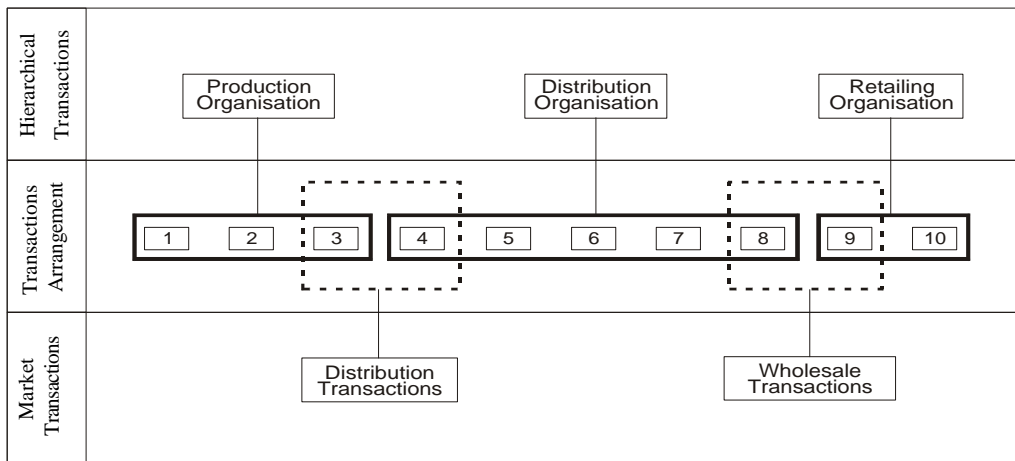 Hierarchical
Transactions
Production
Organisation
Distribution
Organisation
Retailing
Organisation
Transactions
Arrangement
1 2 3 4 5 6 7 8 9 10
Market
Transactions
Distribution
Transactions
Wholesale
Transactions